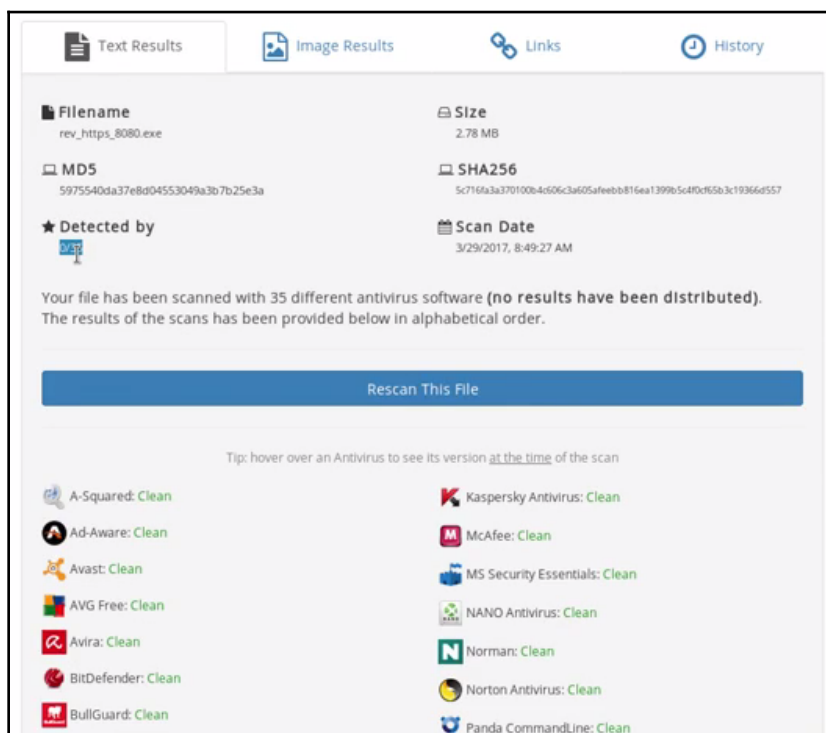 Text Results
Image Results
Links
History
Filename
rev_https_8080.exe
Size
2.78 MB
MD5
5975540da37e8d04553049a3b7b25e3a
SHA256
5c716fa3a370100b4c606c3a605afeebb816ea1399b5c4f0cf65b3c19366d557
Detected by
Scan Date
3/29/2017, 8:49:27 AM
Your file has been scanned with 35 different antivirus software (no results have been distributed).
The results of the scans has been provided below in alphabetical order.
Rescan This File
Tip: hover over an Antivirus to see its version at the time of the scan
A-Squared: Clean
Ad-Aware: Clean
Avast: Clean
AVG Free: Clean
Avira: Clean
BitDefender: Clean
BullGuard: Clean
Kaspersky Antivirus: Clean
McAfee: Clean
MS Security Essentials: Clean
NANO Antivirus: Clean
Norman: Clean
Norton Antivirus: Clean
Panda CommandLine: Clean